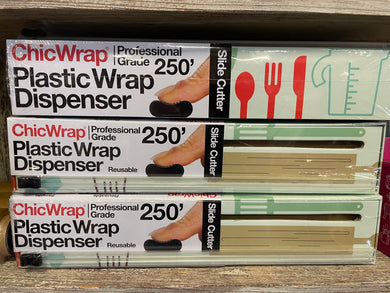 ChicWrap® Professional Grade 250'
Plastic Wrap
Dispenser
Slide Cutter
ChicWrap® Professional Grade 250'
Plastic Wrap
Dispenser Reusable
Slide Cutter
ChicWrap® Professional Grade 250'
Plastic Wrap
Dispenser Reusable
Slide Cutter